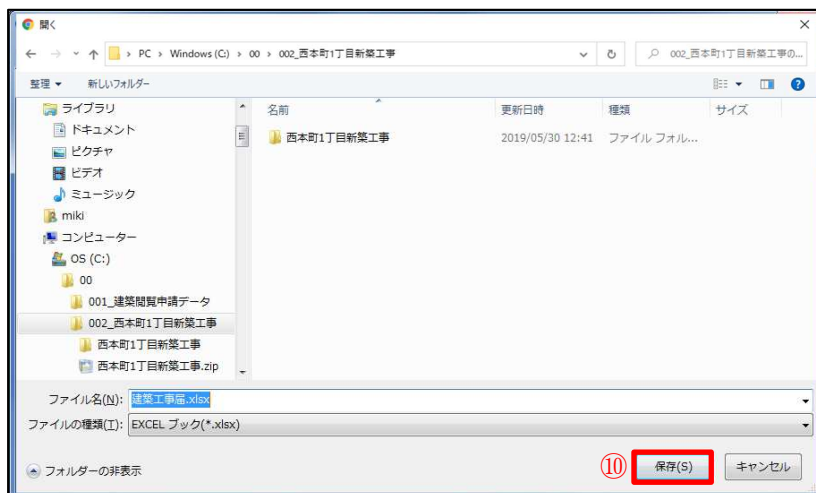 開く
PC > Windows (C:) > 00 > 002_西本町1丁目新築工事
002_西本町1丁目新築工事の...
整理 新しいフォルダー
ライブラリ
ドキュメント
ピクチャ
ビデオ
ミュージック
miki
コンピューター
OS (C:)
00
001_建築閲覧申請データ
002_西本町1丁目新築工事
西本町1丁目新築工事
西本町1丁目新築工事.zip
名前 更新日時 種類 サイズ
西本町1丁目新築工事 2019/05/30 12:41 ファイル フォル...
ファイル名(N): 建築工事届.xlsx
ファイルの種類(T): EXCEL ブック(*.xlsx)
フォルダーの非表示
⑩ 保存(S) キャンセル